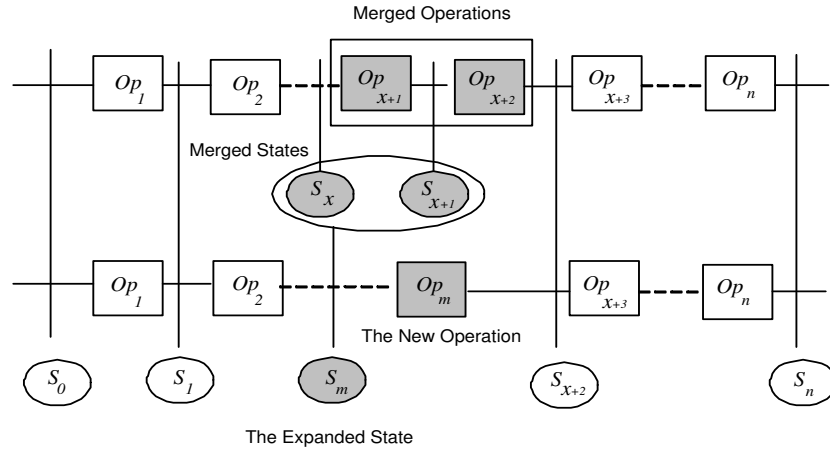 Merged Operations
Op1 Op2 Opx+1 Opx+2 Opx+3 Opn
Merged States
Sx Sx+1
Op1 Op2 Opm Opx+3 Opn
The New Operation
S0 S1 Sm Sx+2 Sn
The Expanded State